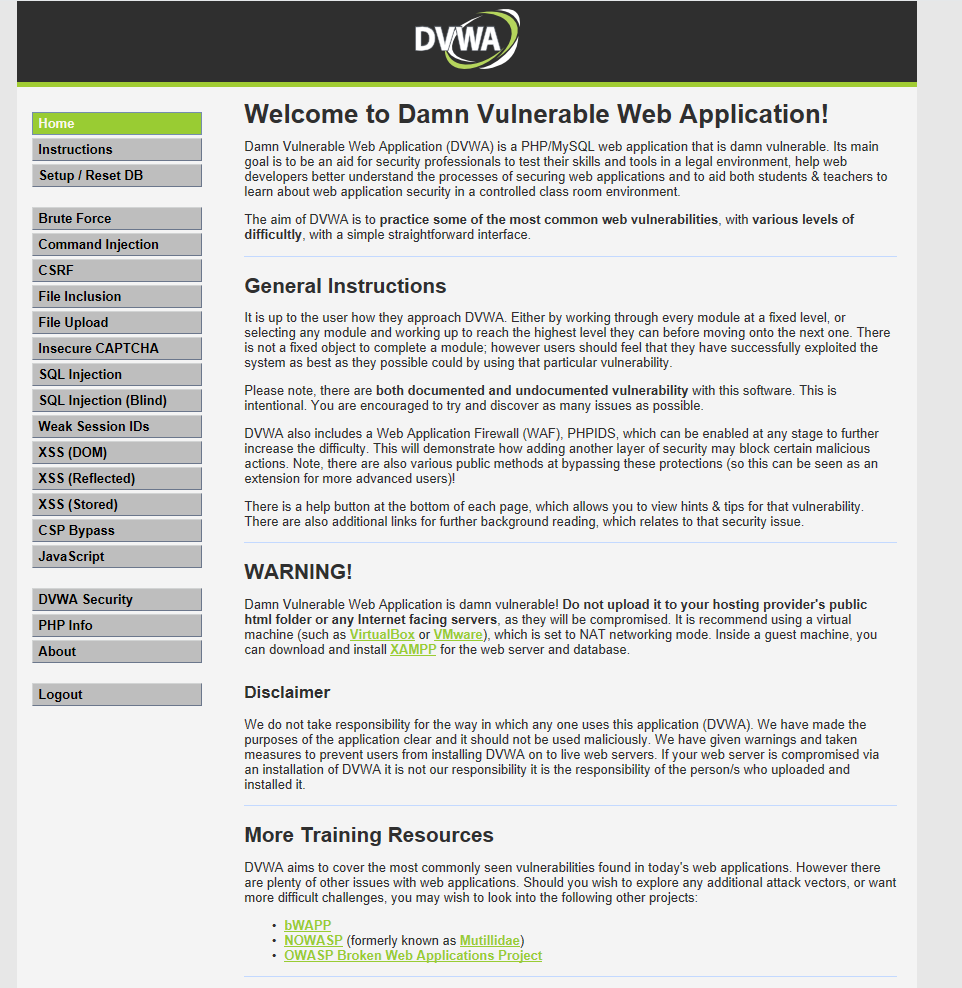 DVWA
Home
Instructions
Setup / Reset DB
Brute Force
Command Injection
CSRF
File Inclusion
File Upload
Insecure CAPTCHA
SQL Injection
SQL Injection (Blind)
Weak Session IDs
XSS (DOM)
XSS (Reflected)
XSS (Stored)
CSP Bypass
JavaScript
DVWA Security
PHP Info
About
Logout
Welcome to Damn Vulnerable Web Application!
Damn Vulnerable Web Application (DVWA) is a PHP/MySQL web application that is damn vulnerable. Its main
goal is to be an aid for security professionals to test their skills and tools in a legal environment, help web
developers better understand the processes of securing web applications and to aid both students & teachers to
learn about web application security in a controlled class room environment.
The aim of DVWA is to practice some of the most common web vulnerabilities, with various levels of
difficultly, with a simple straightforward interface.
General Instructions
It is up to the user how they approach DVWA. Either by working through every module at a fixed level, or
selecting any module and working up to reach the highest level they can before moving onto the next one. There
is not a fixed object to complete a module; however users should feel that they have successfully exploited the
system as best as they possible could by using that particular vulnerability.
Please note, there are both documented and undocumented vulnerability with this software. This is
intentional. You are encouraged to try and discover as many issues as possible.
DVWA also includes a Web Application Firewall (WAF), PHPIDS, which can be enabled at any stage to further
increase the difficulty. This will demonstrate how adding another layer of security may block certain malicious
actions. Note, there are also various public methods at bypassing these protections (so this can be seen as an
extension for more advanced users)!
There is a help button at the bottom of each page, which allows you to view hints & tips for that vulnerability.
There are also additional links for further background reading, which relates to that security issue.
WARNING!
Damn Vulnerable Web Application is damn vulnerable! Do not upload it to your hosting provider's public
html folder or any Internet facing servers, as they will be compromised. It is recommend using a virtual
machine (such as VirtualBox or VMware), which is set to NAT networking mode. Inside a guest machine, you
can download and install XAMPP for the web server and database.
Disclaimer
We do not take responsibility for the way in which any one uses this application (DVWA). We have made the
purposes of the application clear and it should not be used maliciously. We have given warnings and taken
measures to prevent users from installing DVWA on to live web servers. If your web server is compromised via
an installation of DVWA it is not our responsibility it is the responsibility of the person/s who uploaded and
installed it.
More Training Resources
DVWA aims to cover the most commonly seen vulnerabilities found in today's web applications. However there
are plenty of other issues with web applications. Should you wish to explore any additional attack vectors, or want
more difficult challenges, you may wish to look into the following other projects:
• bWAPP
• NOWASP (formerly known as Mutillidae)
• OWASP Broken Web Applications Project